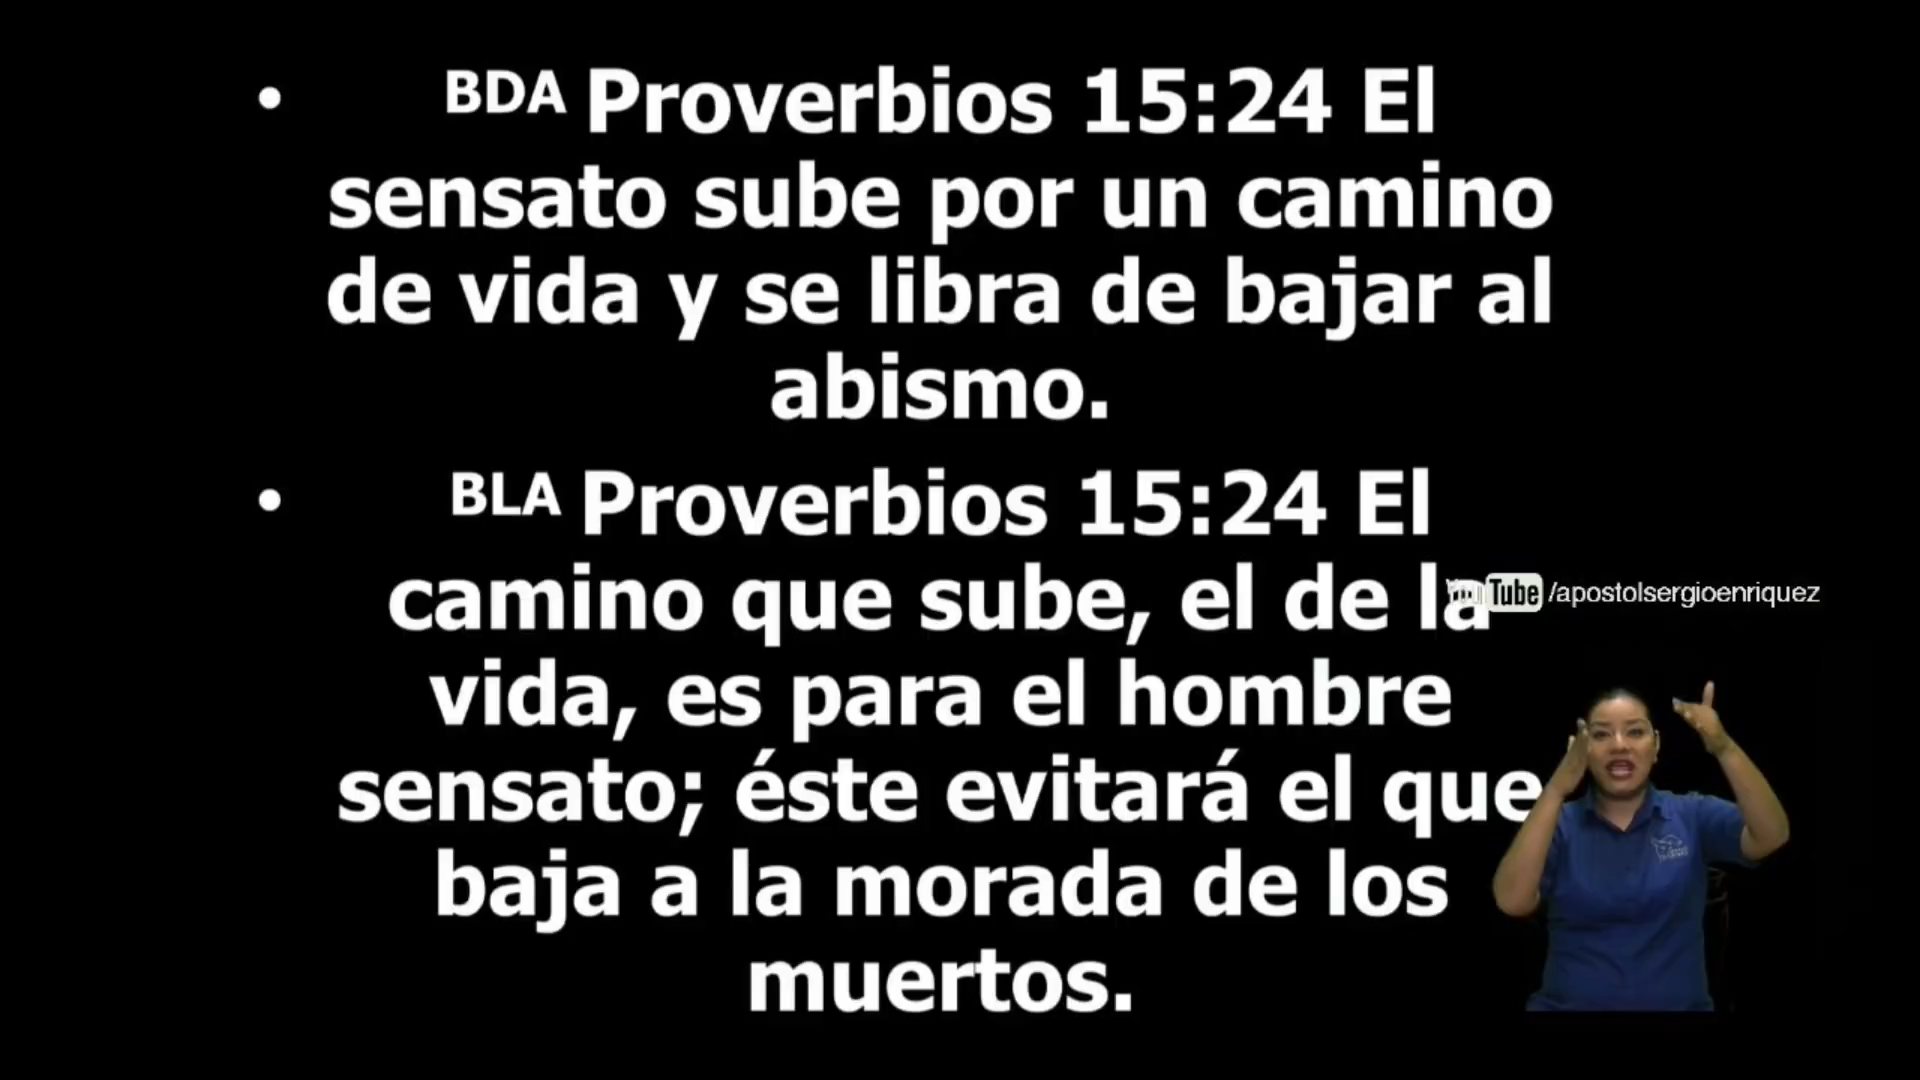 • BDA Proverbios 15:24 El
sensato sube por un camino
de vida y se libra de bajar al
abismo.
• BLA Proverbios 15:24 El
camino que sube, el de la
vida, es para el hombre
sensato; éste evitará el que
baja a la morada de los
muertos.
YouTube /apostolsergioenriquez